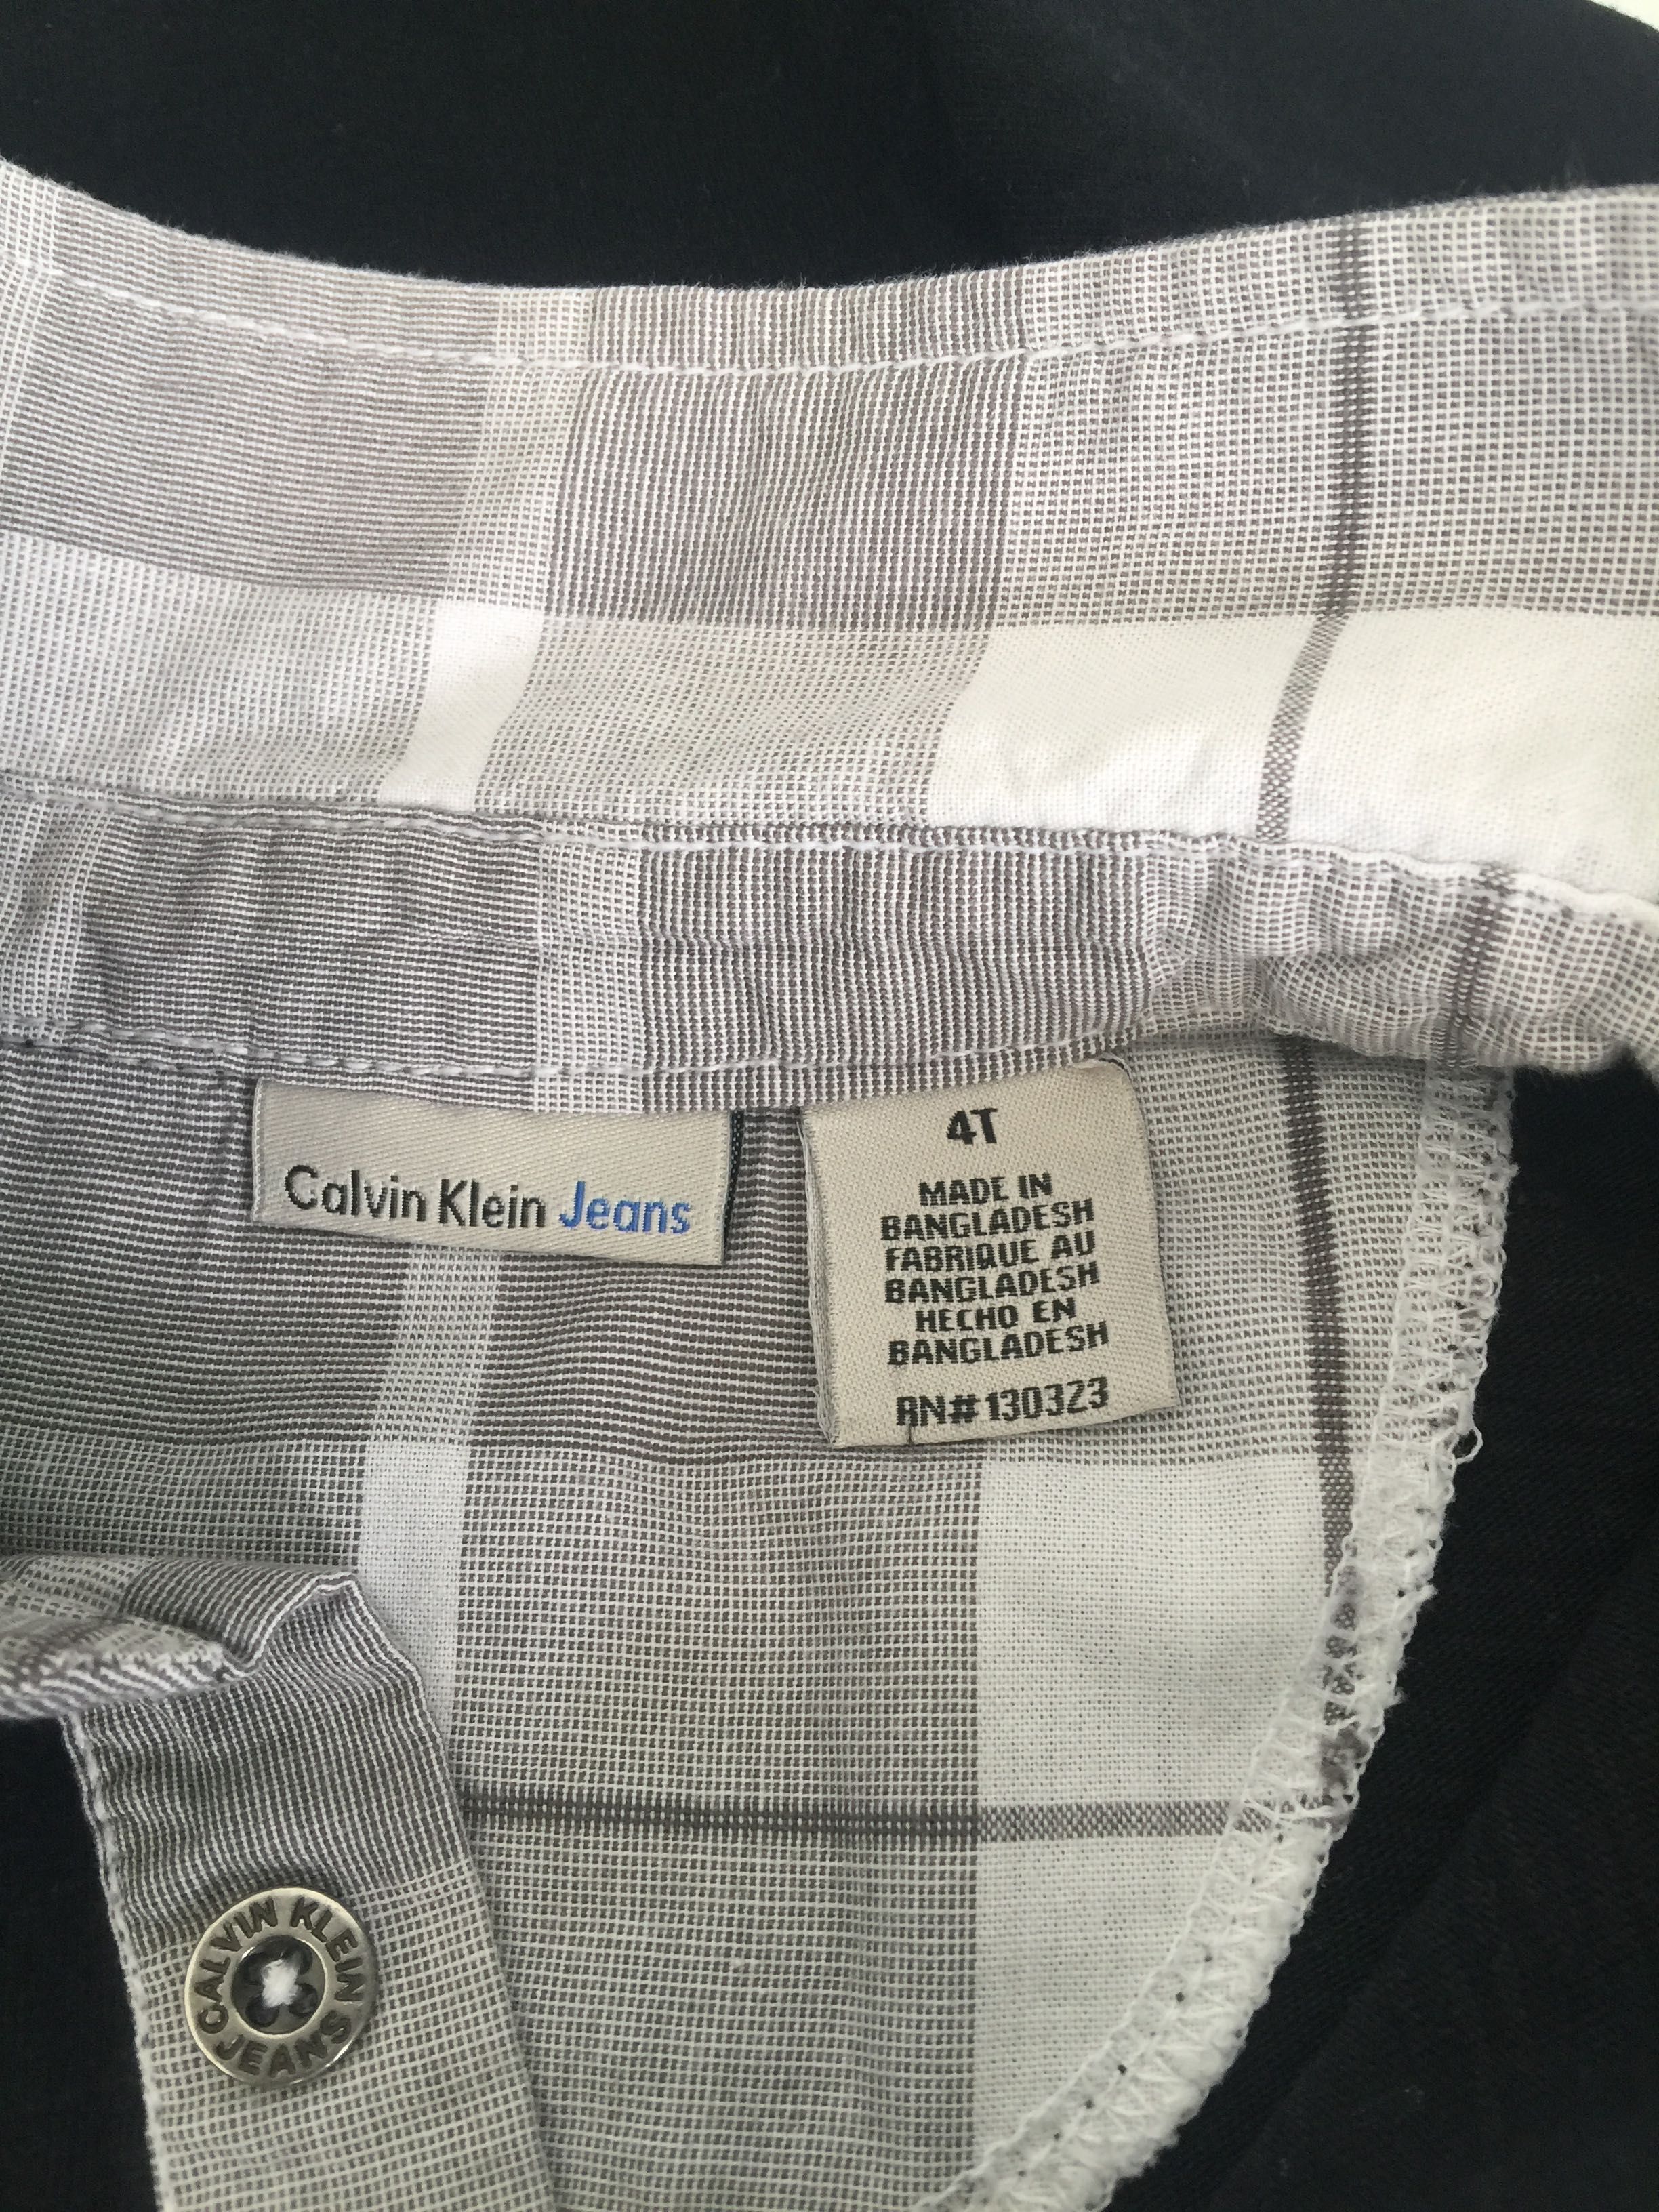 Calvin Klein Jeans
4T
MADE IN
BANGLADESH
FABRIQUE AU
BANGLADESH
HECHO EN
BANGLADESH
RN# 130323
CALVIN KLEIN
JEANS